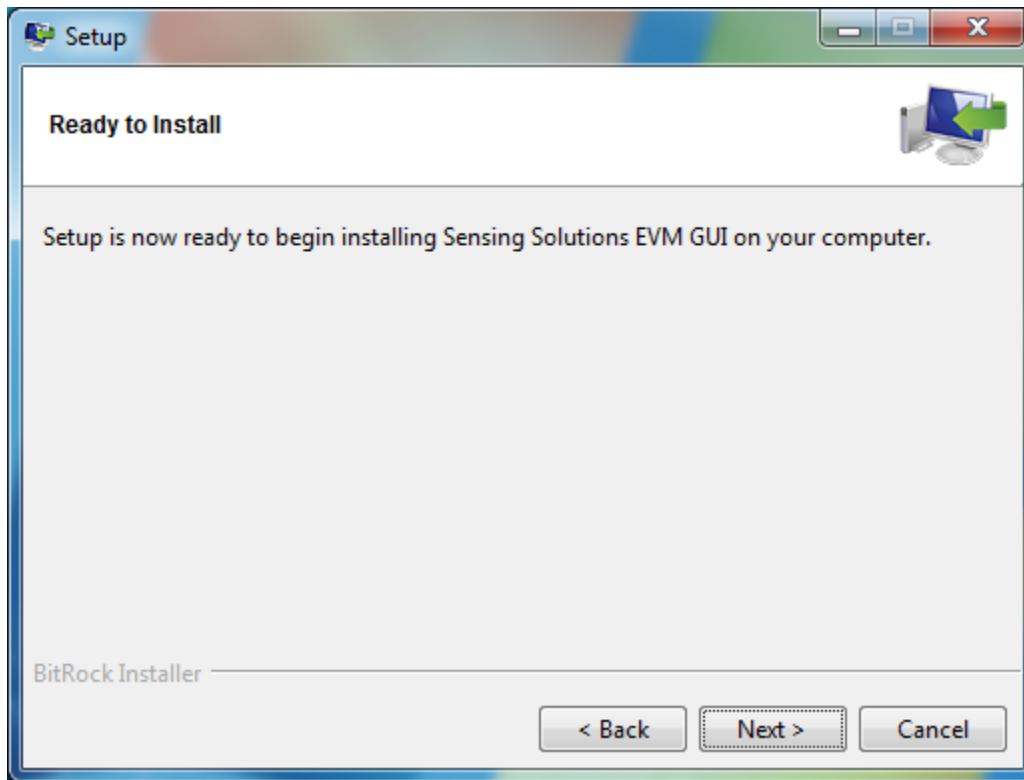 Setup
Ready to Install
Setup is now ready to begin installing Sensing Solutions EVM GUI on your computer.
BitRock Installer
< Back
Next >
Cancel